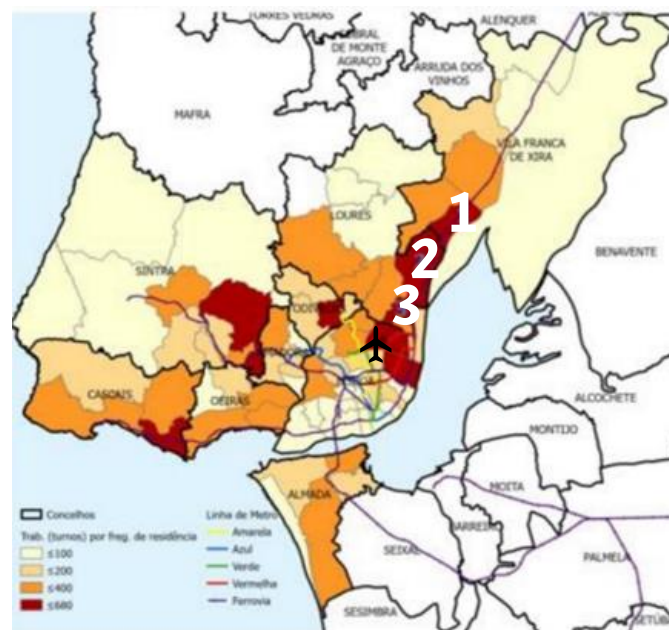 TORRES VEDRAS
ALENQUER
SOBRAL
DE MONTE
AGRAÇO
ARRUDA DOS
VINHOS
MAFRA
VILA FRANCA
DE XIRA
1
LOURES
2
BENAVENTE
SINTRA
3
CASCAIS
OEIRAS
ALCOCHETE
MONTIJO
ALMADA
MOITA
BARREIRO
SEIXAL
PALMELA
SESIMBRA
Concelhos
Trab. (turnos) por freg. de residência
≤100
≤200
≤400
≤680
Linha de Metro
Amarela
Azul
Verde
Vermelha
Ferrovia